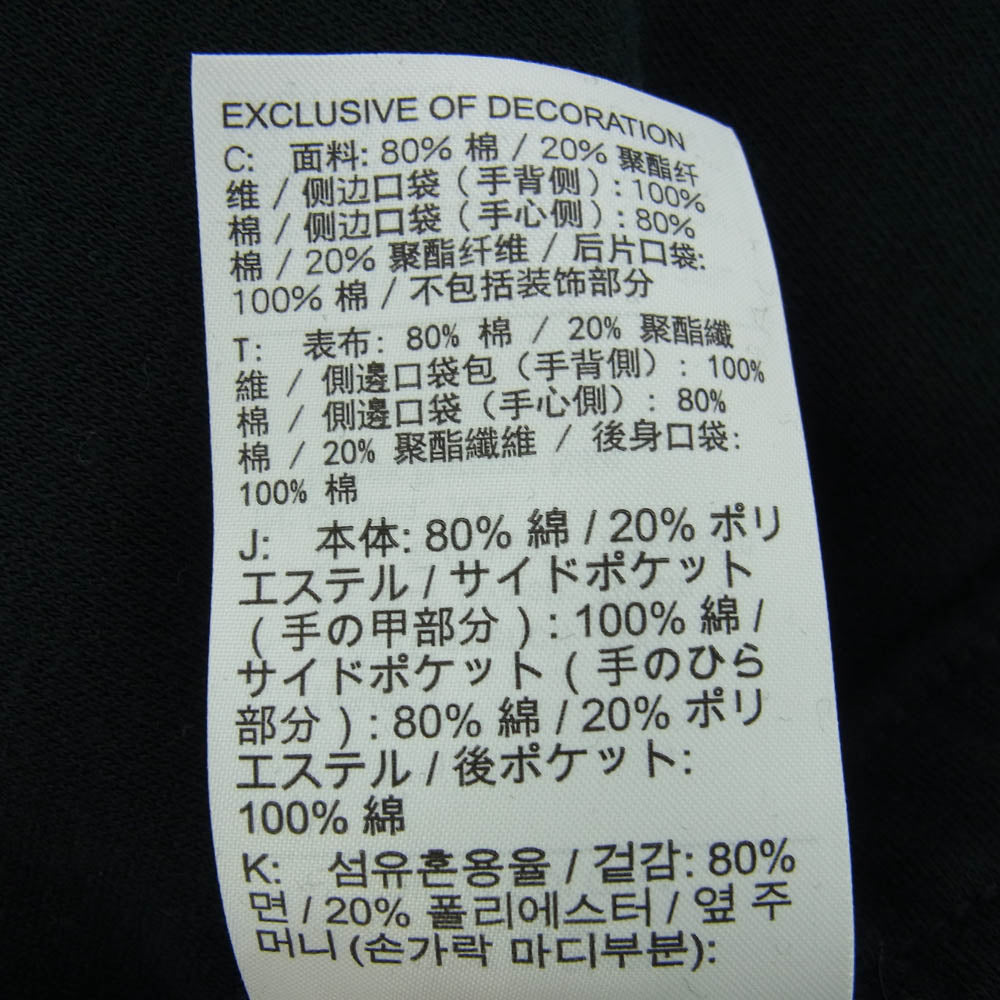 EXCLUSIVE OF DECORATION
C: 面料: 80% 棉 / 20% 聚酯纤
维 / 侧边口袋（手背侧）: 100%
棉 / 侧边口袋（手心侧）: 80%
棉 / 20% 聚酯纤维 / 后片口袋:
100% 棉 / 不包括装饰部分
T: 表布: 80% 棉 / 20% 聚酯纖
維 / 側邊口袋包（手背側）: 100%
棉 / 側邊口袋（手心側）: 80%
棉 / 20% 聚酯纖維 / 後身口袋:
100% 棉
J: 本体: 80% 綿 / 20% ポリ
エステル / サイドポケット
( 手の甲部分 ) : 100% 綿 /
サイドポケット ( 手のひら
部分 ) : 80% 綿 / 20% ポリ
エステル / 後ポケット:
100% 綿
K: 섬유혼용율 / 겉감: 80%
면 / 20% 폴리에스터 / 옆 주
머니 (손가락 마디부분):